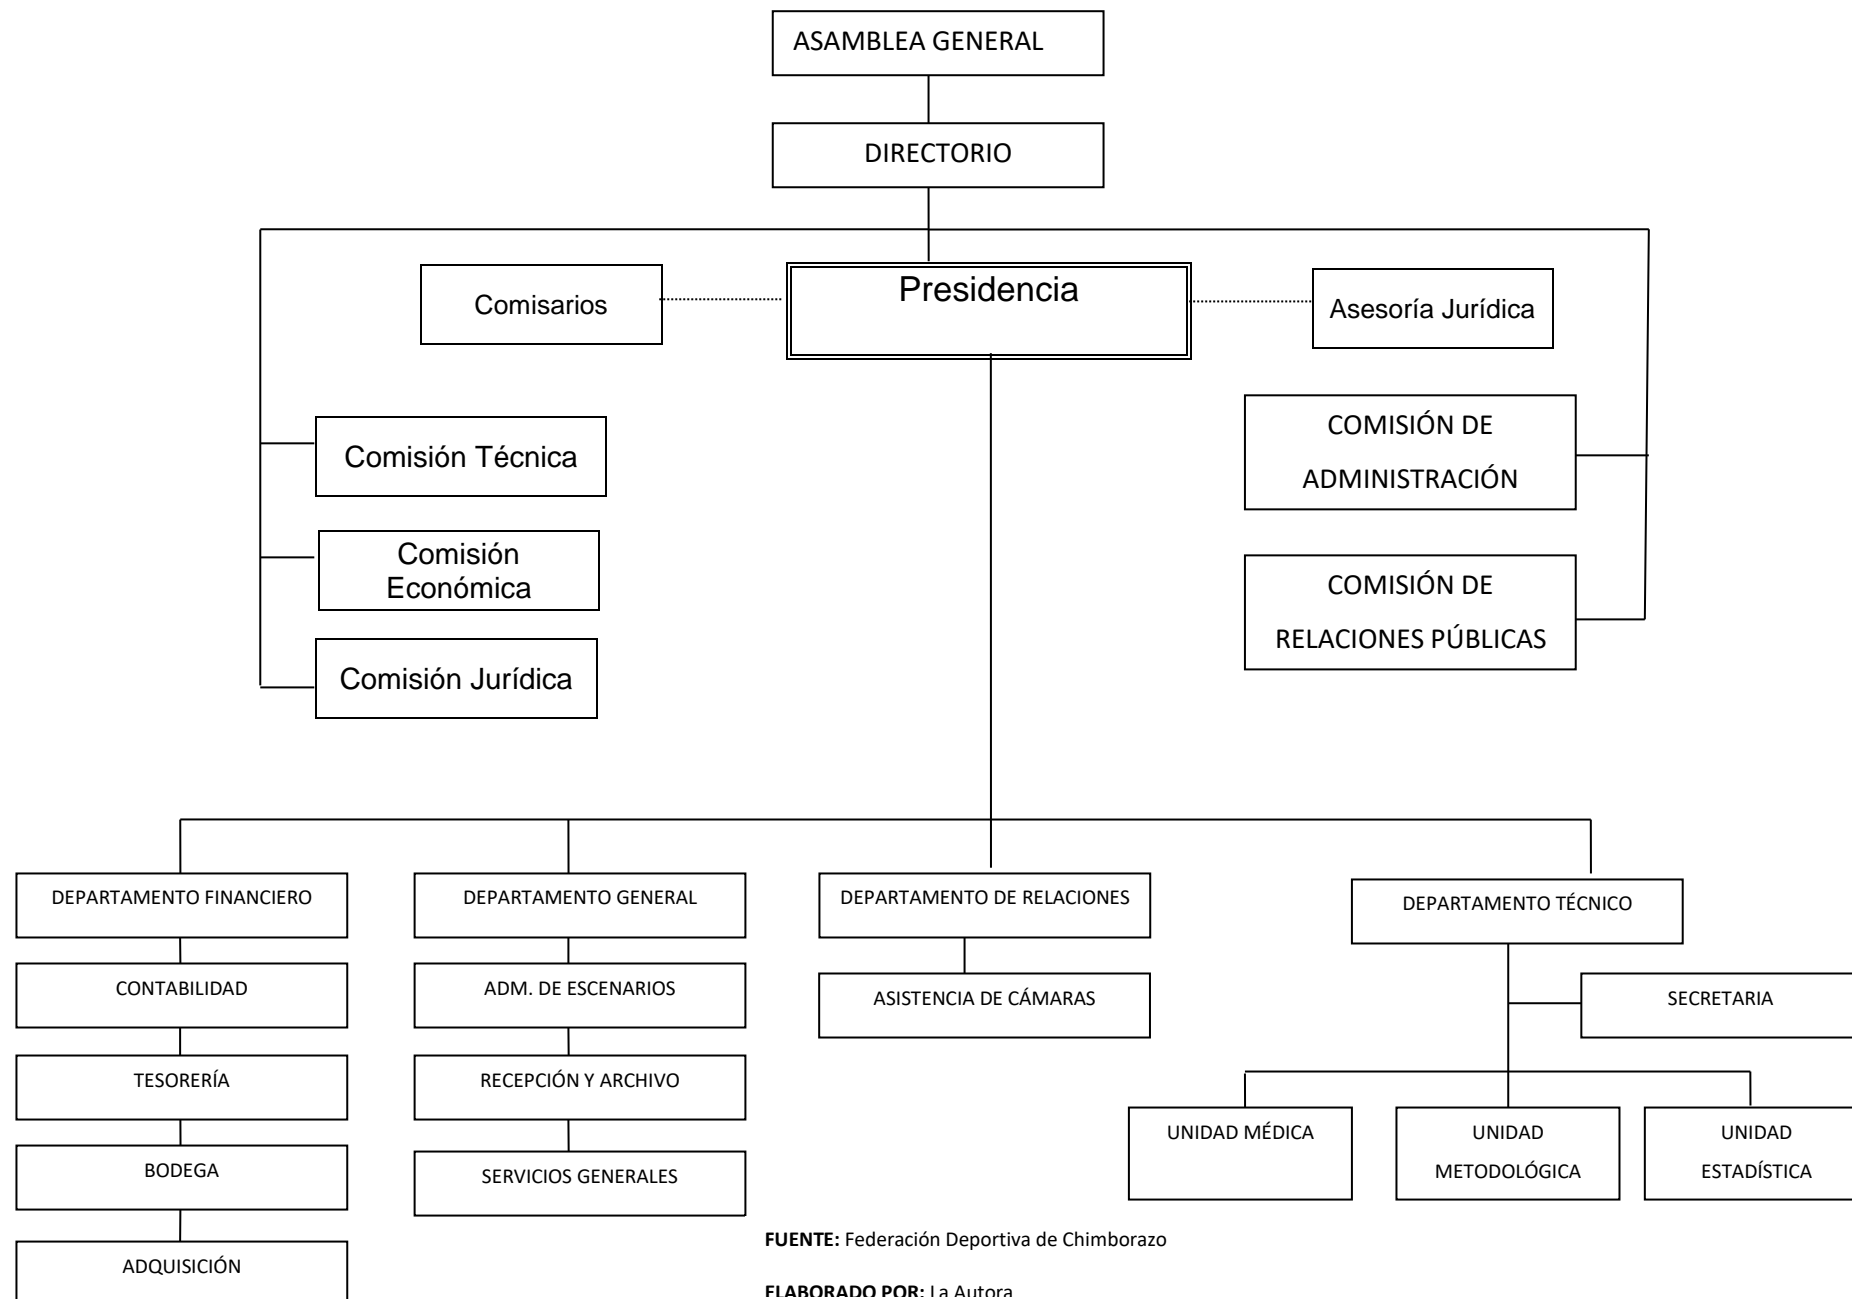 ASAMBLEA GENERAL
DIRECTORIO
Comisarios
Presidencia
Asesoría Jurídica
Comisión Técnica
Comisión
Económica
Comisión Jurídica
COMISIÓN DE
ADMINISTRACIÓN
COMISIÓN DE
RELACIONES PÚBLICAS
DEPARTAMENTO FINANCIERO
CONTABILIDAD
TESORERÍA
BODEGA
ADQUISICIÓN
DEPARTAMENTO GENERAL
ADM. DE ESCENARIOS
RECEPCIÓN Y ARCHIVO
SERVICIOS GENERALES
DEPARTAMENTO DE RELACIONES
ASISTENCIA DE CÁMARAS
DEPARTAMENTO TÉCNICO
SECRETARIA
UNIDAD MÉDICA
UNIDAD
METODOLÓGICA
UNIDAD
ESTADÍSTICA
FUENTE: Federación Deportiva de Chimborazo
ELABORADO POR: La Autora